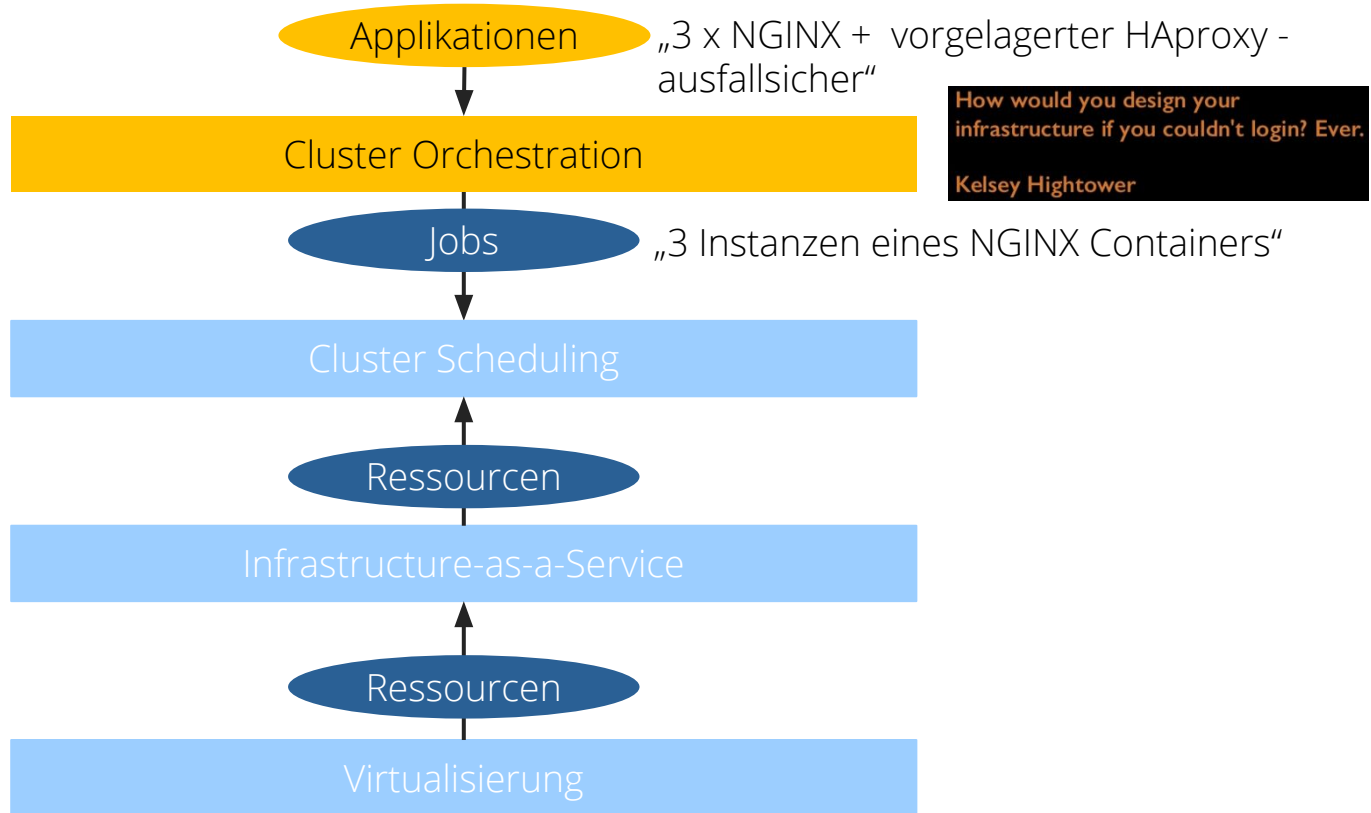 Applikationen
„3 x NGINX + vorgelagerter HAproxy -
ausfallsicher“
How would you design your
infrastructure if you couldn't login? Ever.
Kelsey Hightower
Cluster Orchestration
Jobs
„3 Instanzen eines NGINX Containers“
Cluster Scheduling
Ressourcen
Infrastructure-as-a-Service
Ressourcen
Virtualisierung